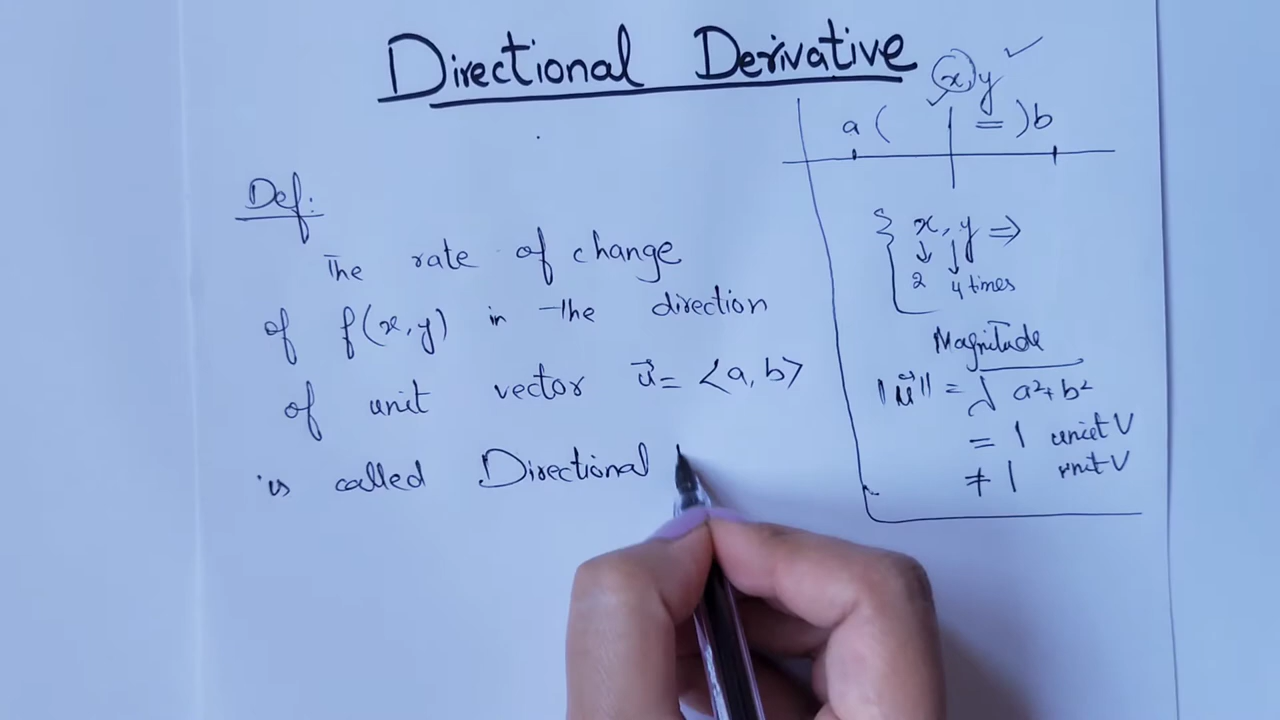 Directional Derivative
Def:
The rate of change
of f(x,y) in the direction
of unit vector u⃗ = <a, b>
is called Directional
x, y ✓
a ( = ) b
x, y ⇒
2 4 times
Magnitude
||u⃗|| = √a²+b²
= 1 uniet V
≠ 1 unit V